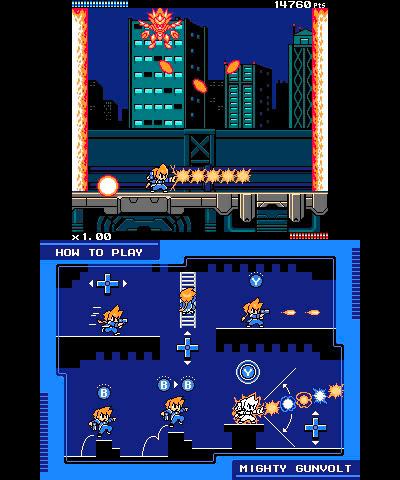 14760 Pts
x1.00
HOW TO PLAY
Y
B
B B
Y
MIGHTY GUNVOLT